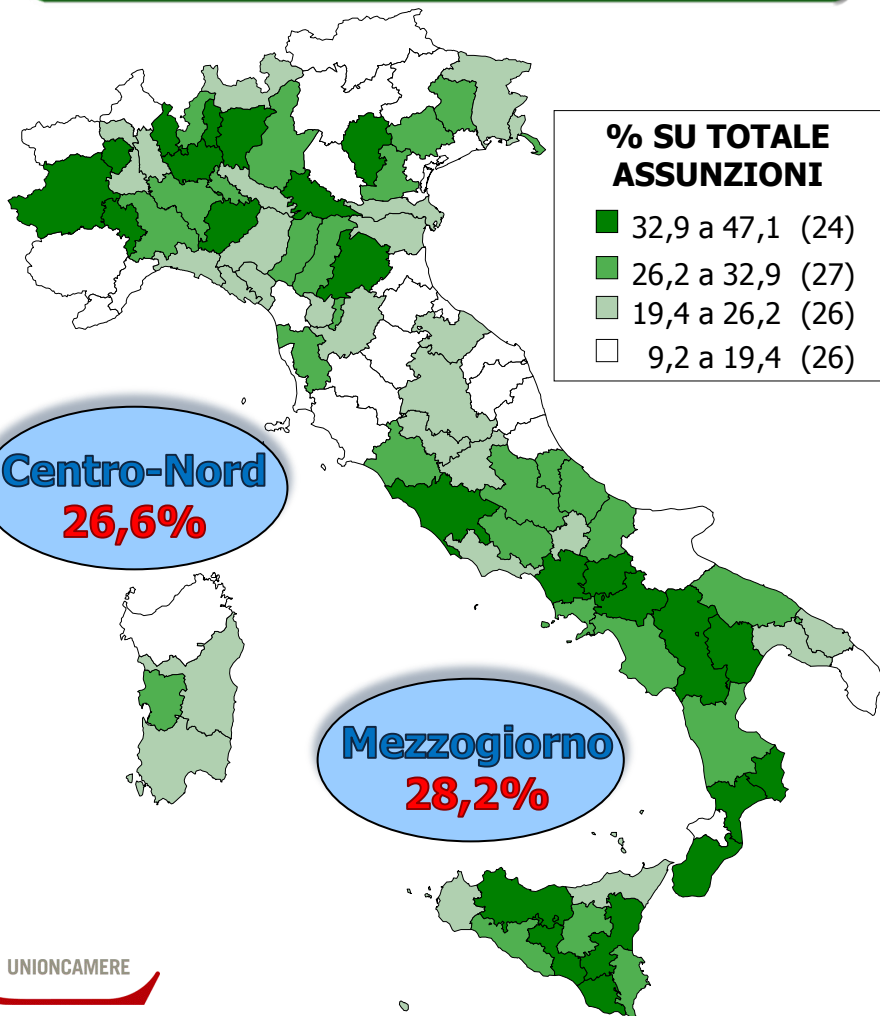 % SU TOTALE
ASSUNZIONI
32,9 a 47,1 (24)
26,2 a 32,9 (27)
19,4 a 26,2 (26)
9,2 a 19,4 (26)
Centro-Nord
26,6%
Mezzogiorno
28,2%
UNIONCAMERE